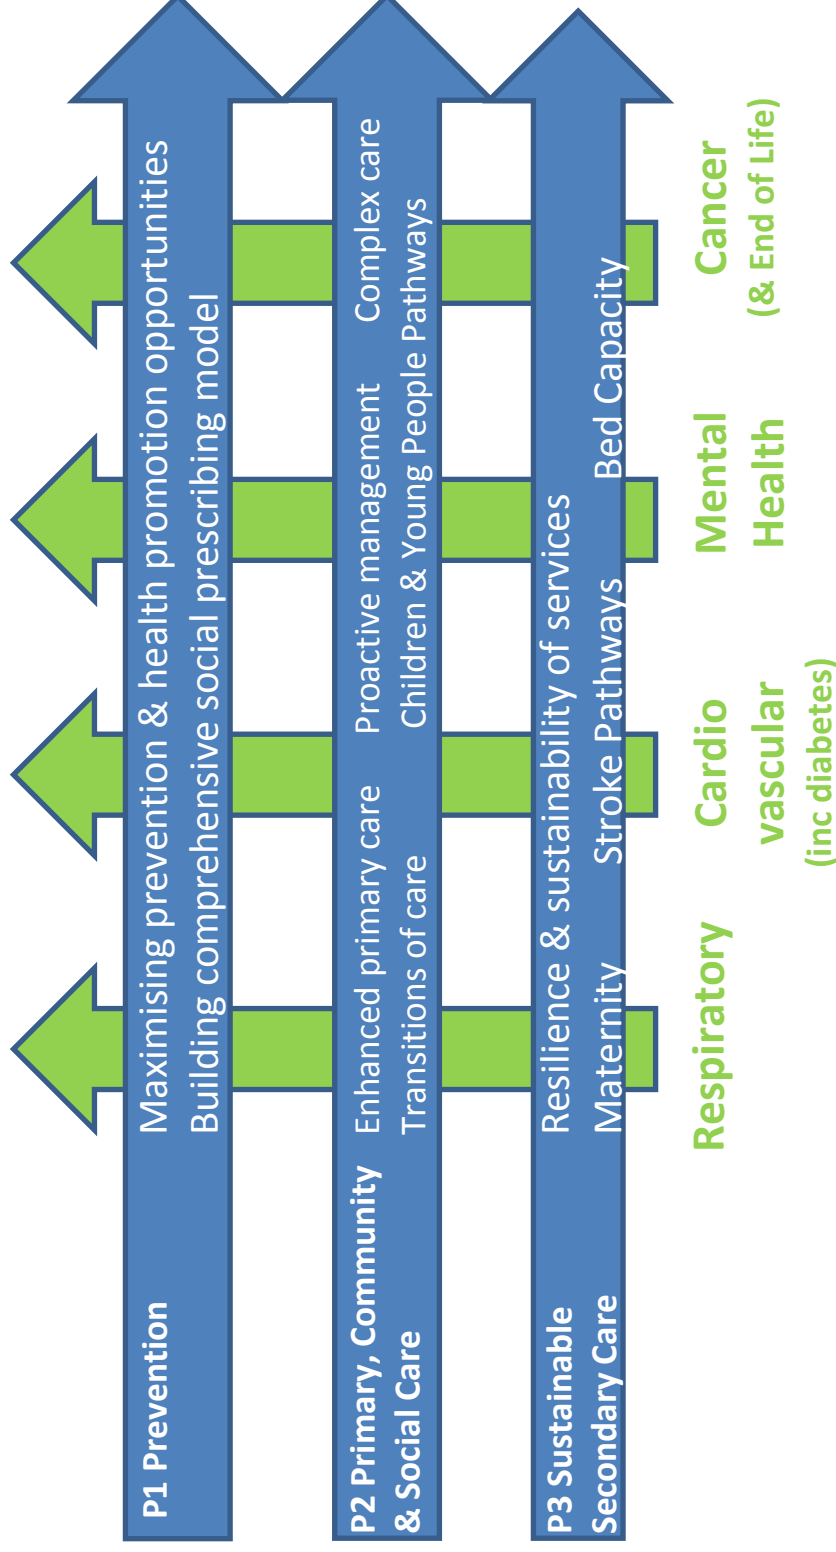 P1 Prevention
Maximising prevention & health promotion opportunities
Building comprehensive social prescribing model
P2 Primary, Community
& Social Care
Enhanced primary care Proactive management Complex care
Transitions of care Children & Young People Pathways
P3 Sustainable
Secondary Care
Resilience & sustainability of services
Maternity Stroke Pathways Bed Capacity
Respiratory
Cardio
vascular
(inc diabetes)
Mental
Health
Cancer
(& End of Life)